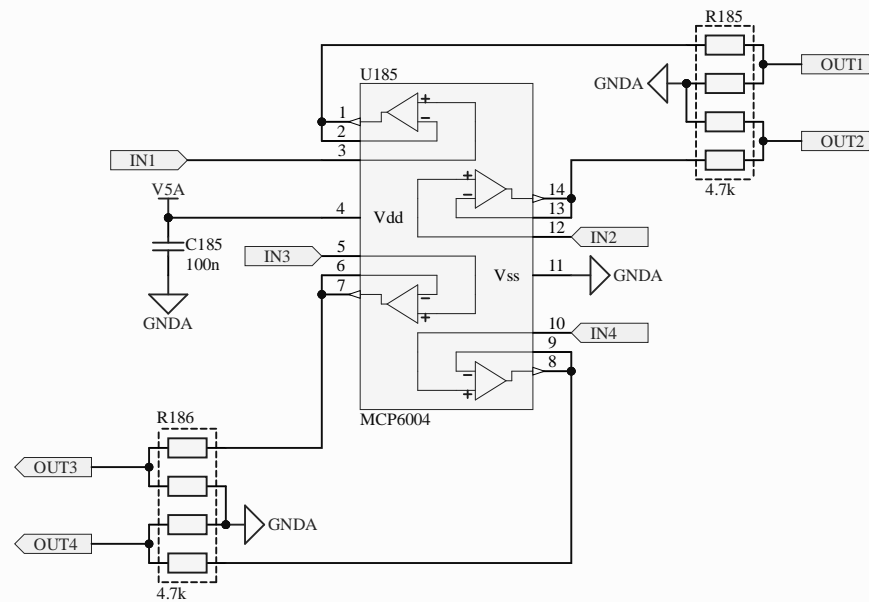 R185
U185
OUT1
GNDA
1
+
−
2
OUT2
IN1
3
4.7k
V5A
+
14
−
13
4
Vdd
12
IN2
C185
100n
IN3
5
6
Vss
11
GNDA
−
7
+
GNDA
10
IN4
9
−
8
+
MCP6004
R186
OUT3
GNDA
OUT4
4.7k